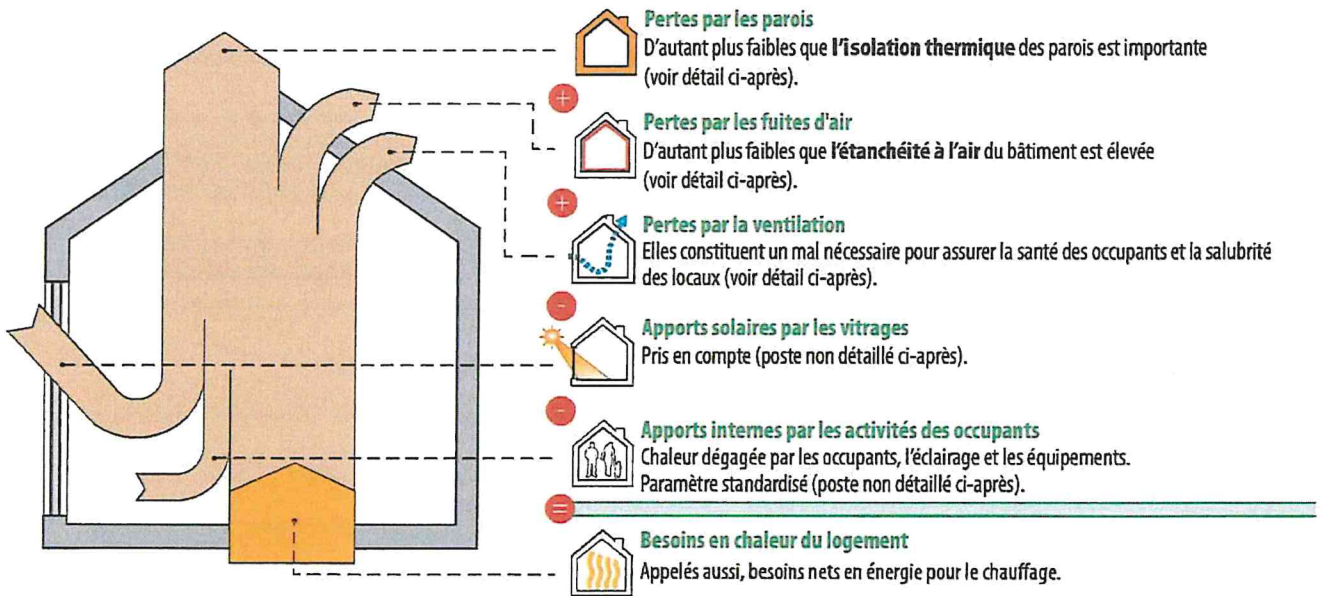 Pertes par les parois
D'autant plus faibles que l'isolation thermique des parois est importante
(voir détail ci-après).
+
Pertes par les fuites d'air
D'autant plus faibles que l'étanchéité à l'air du bâtiment est élevée
(voir détail ci-après).
+
Pertes par la ventilation
Elles constituent un mal nécessaire pour assurer la santé des occupants et la salubrité
des locaux (voir détail ci-après).
-
Apports solaires par les vitrages
Pris en compte (poste non détaillé ci-après).
-
Apports internes par les activités des occupants
Chaleur dégagée par les occupants, l'éclairage et les équipements.
Paramètre standardisé (poste non détaillé ci-après).
=
Besoins en chaleur du logement
Appelés aussi, besoins nets en énergie pour le chauffage.